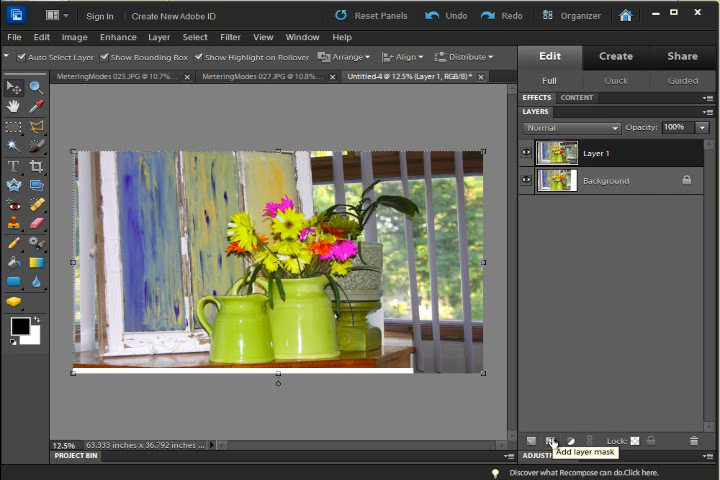 Sign In Create New Adobe ID Reset Panels Undo Redo Organizer
File Edit Image Enhance Layer Select Filter View Window Help
Auto Select Layer Show Bounding Box Show Highlight on Rollover Arrange Align Distribute
Edit Create Share
MeteringModes 025.JPG @ 10.7%... MeteringModes 027.JPG @ 10.8%... Untitled-4 @ 12.5% (Layer 1, RGB/8) *
Full Quick Guided
EFFECTS CONTENT
LAYERS
Normal Opacity: 100%
Layer 1
Background
Lock:
12.5% 63.333 inches x 36.792 inches ...
Add layer mask
PROJECT BIN ADJUST
Discover what Recompose can do.Click here.